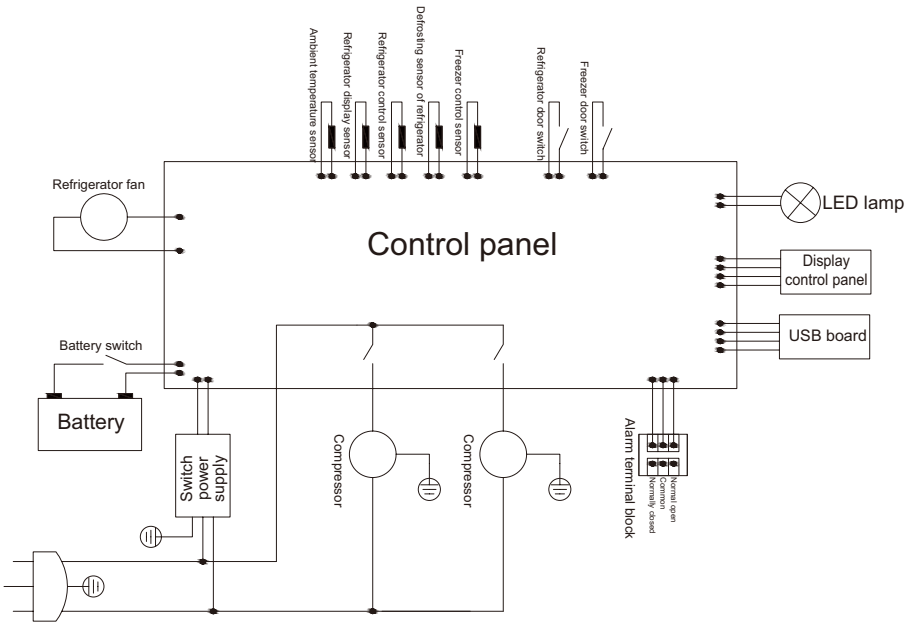 Ambient temperature sensor
Refrigerator display sensor
Refrigerator control sensor
Defrosting sensor of refrigerator
Freezer control sensor
Refrigerator door switch
Freezer door switch
Refrigerator fan
LED lamp
Control panel
Display
control panel
USB board
Battery switch
Battery
Switch
power
supply
Compressor
Compressor
Alarm terminal block
Normally closed
Common
Normal open